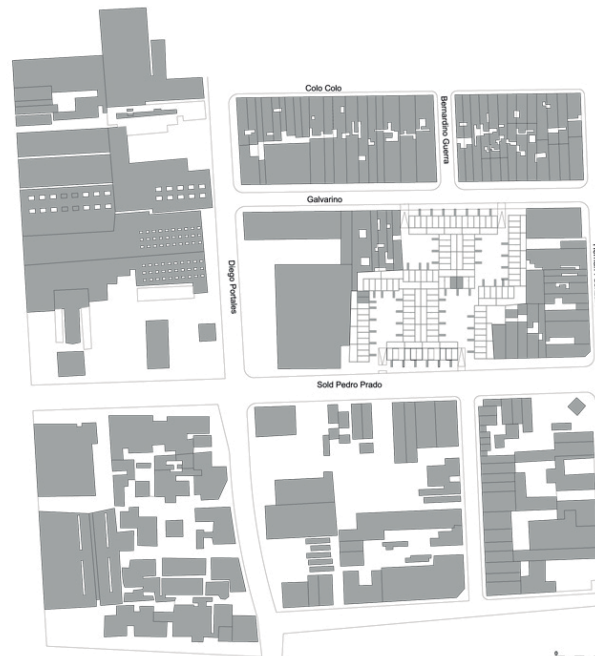 Colo Colo
Bernardino Guerra
Galvarino
Diego Portales
Sold Pedro Prado